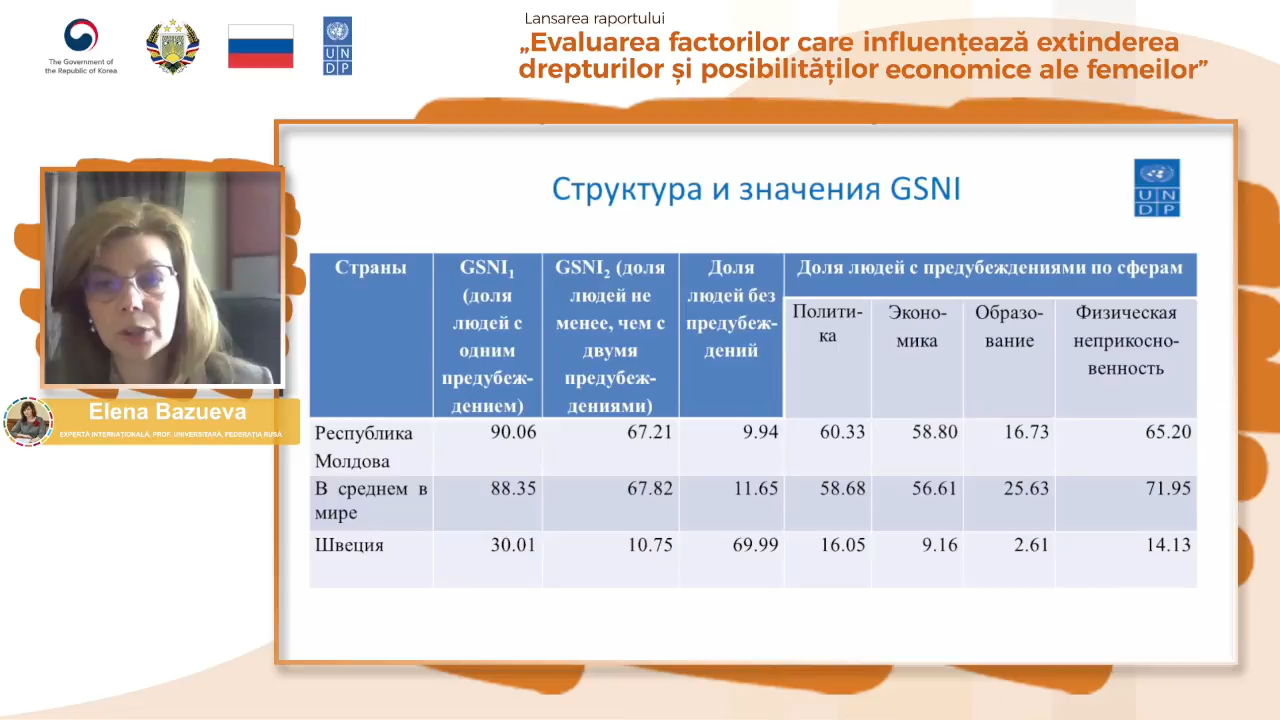 Lansarea raportului
„Evaluarea factorilor care influențează extinderea
drepturilor și posibilităților economice ale femeilor”
The Government of
the Republic of Korea
U N
D P
Структура и значения GSNI
U N
D P
Страны
GSNI1
(доля
людей с
одним
предубеж-
дением)
GSNI2 (доля
людей не
менее, чем с
двумя
предубеж-
дениями)
Доля
людей без
предубеж-
дений
Доля людей с предубеждениями по сферам
Полити-
ка
Эконо-
мика
Образо-
вание
Физическая
неприкосно-
венность
Республика
Молдова
90.06 67.21 9.94 60.33 58.80 16.73 65.20
В среднем в
мире
88.35 67.82 11.65 58.68 56.61 25.63 71.95
Швеция 30.01 10.75 69.99 16.05 9.16 2.61 14.13
Elena Bazueva
EXPERTĂ INTERNAȚIONALĂ, PROF. UNIVERSITARĂ, FEDERAȚIA RUSĂ